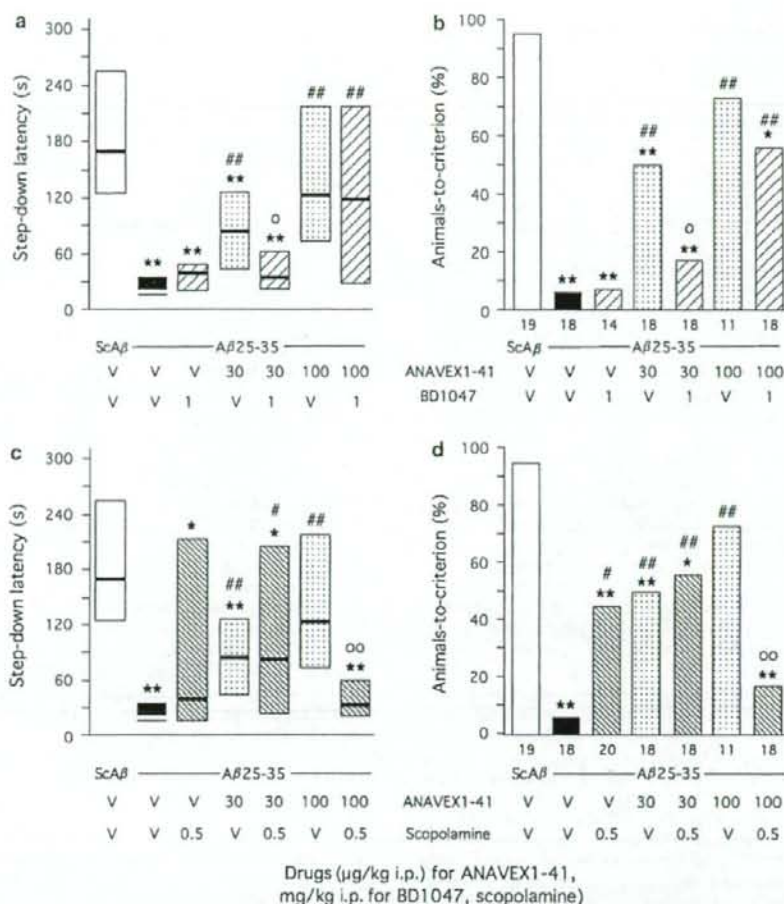 a
Step-down latency (s)
300
240
180
120
60
0
** ** ## ** o ** ## ##
ScAβ Aβ25-35
V V V 30 30 100 100
V V 1 V 1 V 1
b
Animals-to-criterion (%)
100
80
60
40
20
0
** ** ## ** o ** ## ## *
19 18 14 18 18 11 18
ScAβ Aβ25-35
ANAVEX1-41 V V V 30 30 100 100
BD1047 V V 1 V 1 V 1
c
Step-down latency (s)
300
240
180
120
60
0
** * ## ** # * ## oo **
ScAβ Aβ25-35
V V V 30 30 100 100
V V 0.5 V 0.5 V 0.5
d
Animals-to-criterion (%)
100
80
60
40
20
0
** # ** ## ** ## * ## oo **
19 18 20 18 18 11 18
ScAβ Aβ25-35
ANAVEX1-41 V V V 30 30 100 100
Scopolamine V V 0.5 V 0.5 V 0.5
Drugs (μg/kg i.p.) for ANAVEX1-41,
mg/kg i.p. for BD1047, scopolamine)